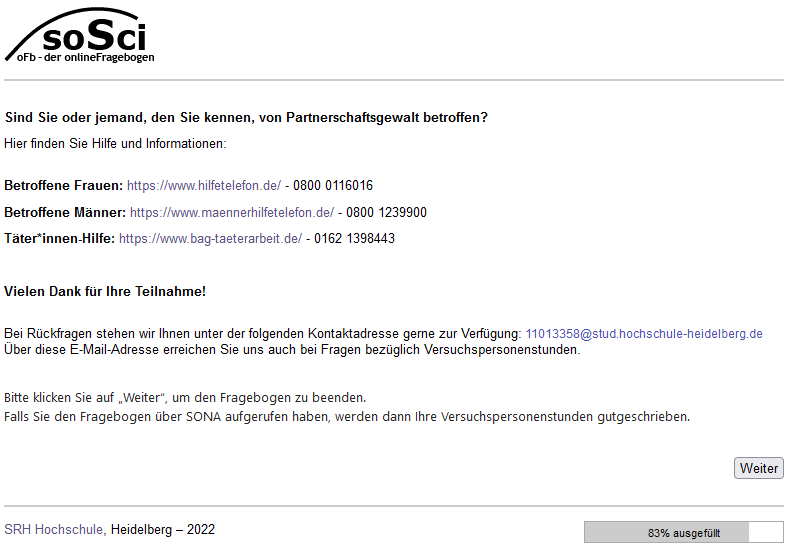 soSci
oFb - der onlineFragebogen
Sind Sie oder jemand, den Sie kennen, von Partnerschaftsgewalt betroffen?
Hier finden Sie Hilfe und Informationen:
Betroffene Frauen: https://www.hilfetelefon.de/ - 0800 0116016
Betroffene Männer: https://www.maennerhilfetelefon.de/ - 0800 1239900
Täter*innen-Hilfe: https://www.bag-taeterarbeit.de/ - 0162 1398443
Vielen Dank für Ihre Teilnahme!
Bei Rückfragen stehen wir Ihnen unter der folgenden Kontaktadresse gerne zur Verfügung: 11013358@stud.hochschule-heidelberg.de
Über diese E-Mail-Adresse erreichen Sie uns auch bei Fragen bezüglich Versuchspersonenstunden.
Bitte klicken Sie auf „Weiter“, um den Fragebogen zu beenden.
Falls Sie den Fragebogen über SONA aufgerufen haben, werden dann Ihre Versuchspersonenstunden gutgeschrieben.
Weiter
SRH Hochschule, Heidelberg – 2022
83% ausgefüllt